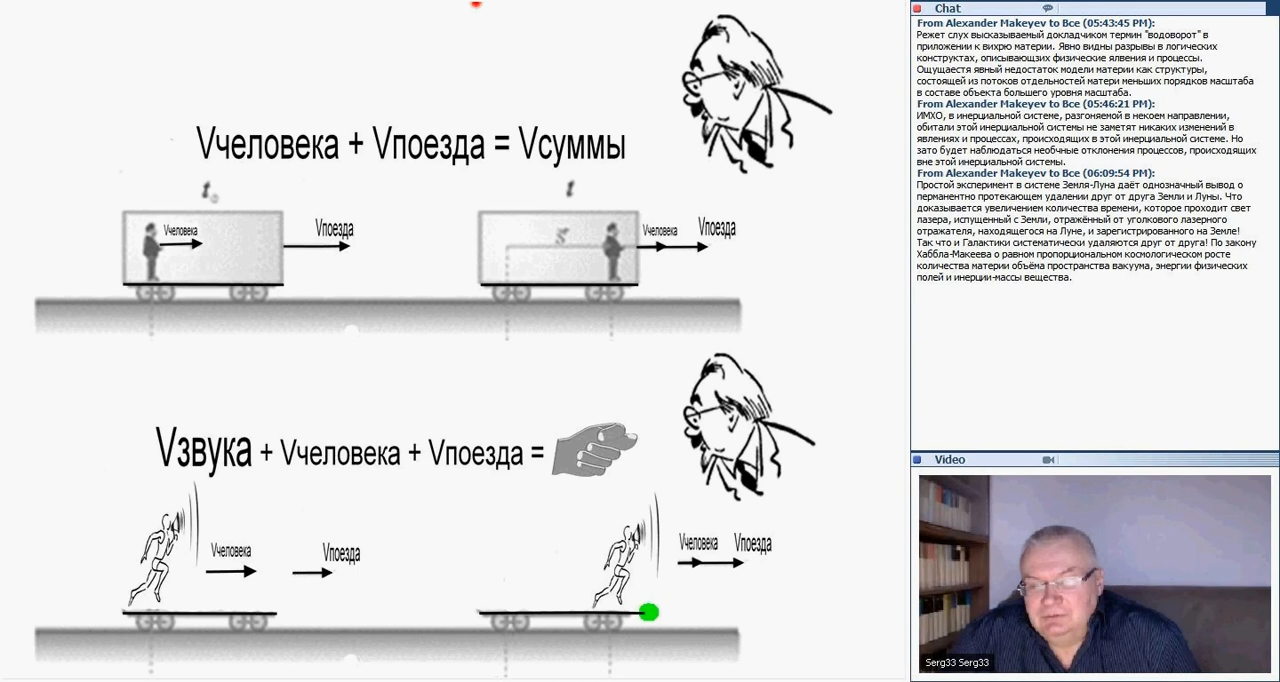 Vчеловека + Vпоезда = Vсуммы
t₀
t
Vчеловека
Vпоезда
S
Vчеловека
Vпоезда
Vзвука + Vчеловека + Vпоезда =
Vчеловека
Vпоезда
Vчеловека
Vпоезда
Chat
From Alexander Makeyev to Все (05:43:45 PM):
Режет слух высказываемый докладчиком термин "водоворот" в
приложении к вихрю материи. Явно видны разрывы в логических
конструктах, описывающзих физические ялвения и процессы.
Ощущаестя явный недостаток модели материи как структуры,
состоящей из потоков отдельностей матери меньших порядков масштаба
в составе объекта большего уровня масштаба.
From Alexander Makeyev to Все (05:46:21 PM):
ИМХО, в инерциальной системе, разгоняемой в некоем направлении,
обитали этой инерциальной системы не заметят никаких изменений в
явлениях и процессах, происходящих в этой инерциальной системе. Но
зато будет наблюдаться необчные отклонения процессов, происходящих
вне этой инерциальной системы.
From Alexander Makeyev to Все (06:09:54 PM):
Простой эксперимент в системе Земля-Луна даёт однозначный вывод о
перманентно протекающем удалении друг от друга Земли и Луны. Что
доказывается увеличением количества времени, которое проходит свет
лазера, испущенный с Земли, отражённый от уголкового лазерного
отражателя, находящегося на Луне, и зарегистрированного на Земле!
Так что и Галактики систематически удаляются друг от друга! По закону
Хаббла-Макеева о равном пропорциональном космологическом росте
количества материи объёма пространства вакуума, энергии физических
полей и инерции-массы вещества.
Video
Serg33 Serg33